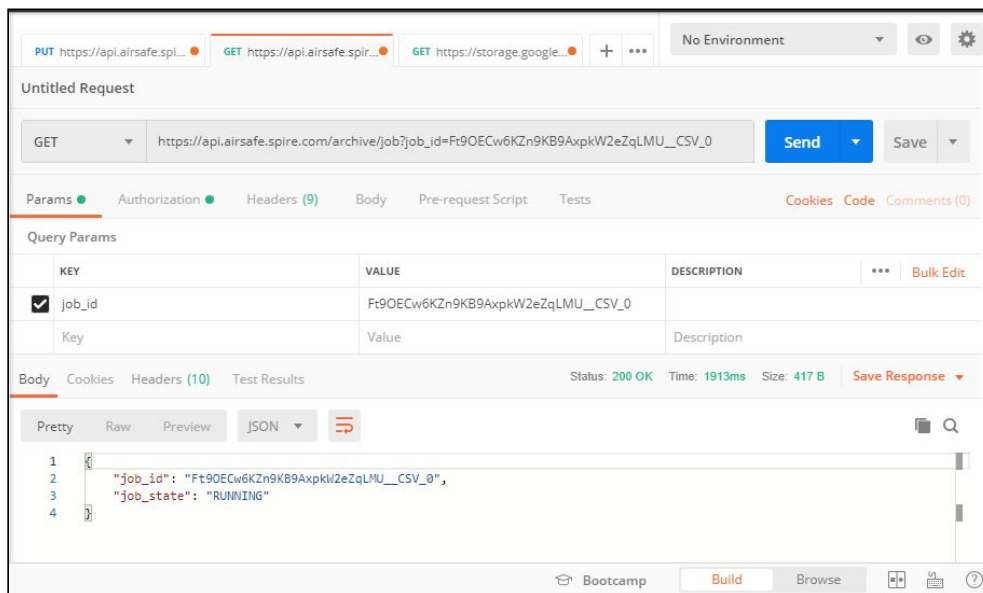 PUT https://api.airsafe.spi... GET https://api.airsafe.spir... GET https://storage.google... + ••• No Environment
Untitled Request
GET https://api.airsafe.spire.com/archive/job?job_id=Ft9OECw6KZn9KB9AxpkW2eZqLMU__CSV_0 Send Save
Params Authorization Headers (9) Body Pre-request Script Tests Cookies Code Comments (0)
Query Params
KEY VALUE DESCRIPTION ••• Bulk Edit
job_id Ft9OECw6KZn9KB9AxpkW2eZqLMU__CSV_0
Key Value Description
Body Cookies Headers (10) Test Results Status: 200 OK Time: 1913ms Size: 417 B Save Response
Pretty Raw Preview JSON
1 {
2 "job_id": "Ft9OECw6KZn9KB9AxpkW2eZqLMU__CSV_0",
3 "job_state": "RUNNING"
4 }
Bootcamp Build Browse ?